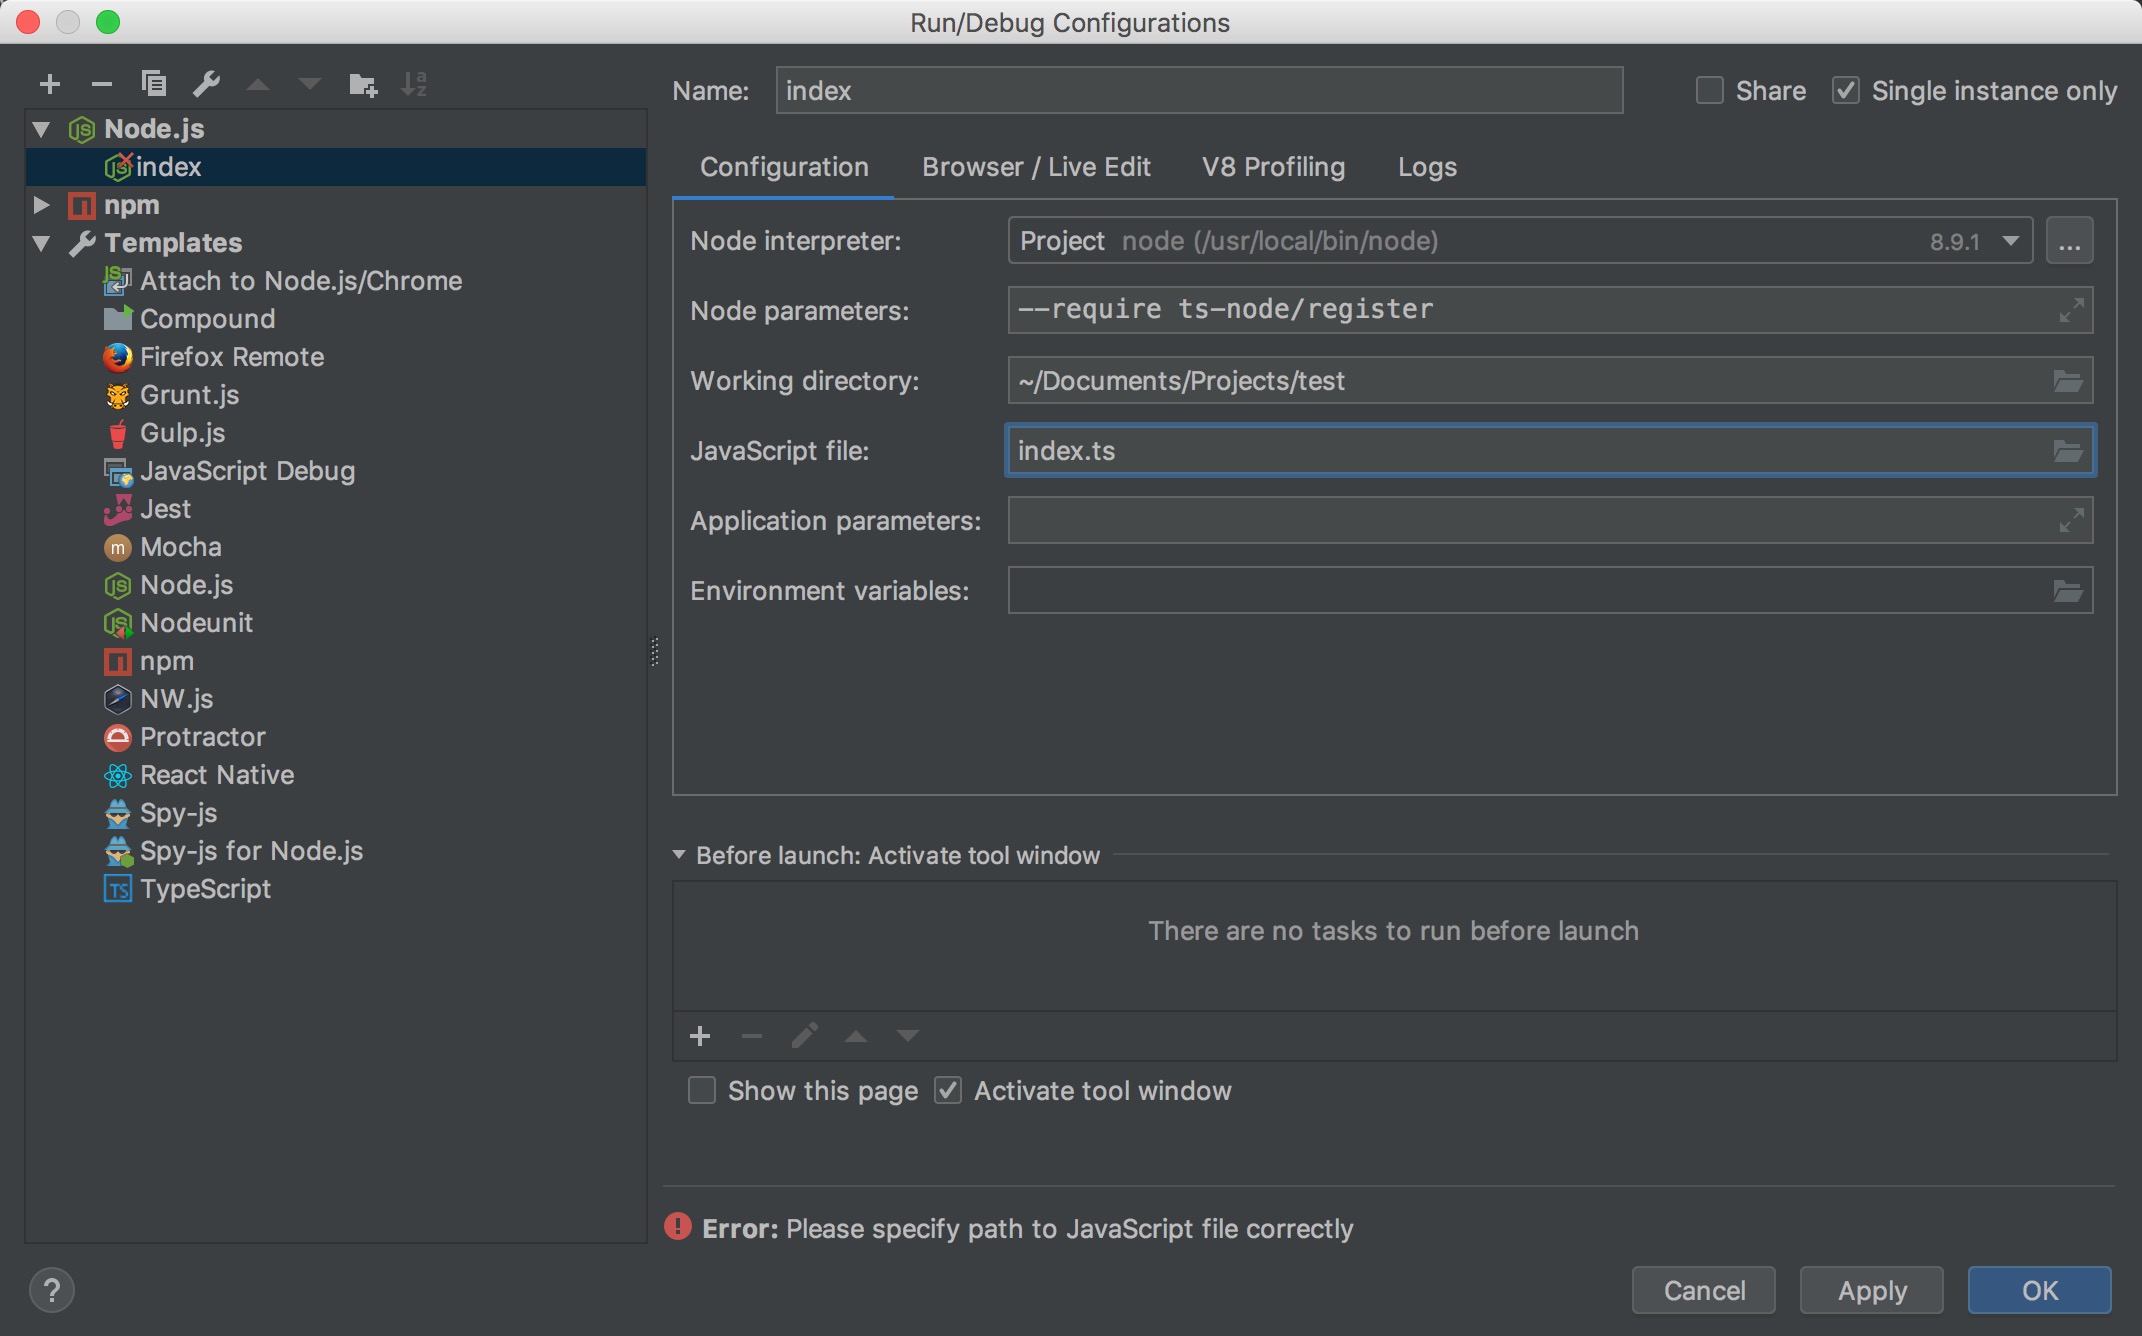 Run/Debug Configurations
Name: index Share Single instance only
Node.js
index
npm
Templates
Attach to Node.js/Chrome
Compound
Firefox Remote
Grunt.js
Gulp.js
JavaScript Debug
Jest
Mocha
Node.js
Nodeunit
npm
NW.js
Protractor
React Native
Spy-js
Spy-js for Node.js
TypeScript
Configuration Browser / Live Edit V8 Profiling Logs
Node interpreter: Project node (/usr/local/bin/node) 8.9.1 ...
Node parameters: --require ts-node/register
Working directory: ~/Documents/Projects/test
JavaScript file: index.ts
Application parameters:
Environment variables:
Before launch: Activate tool window
There are no tasks to run before launch
Show this page Activate tool window
Error: Please specify path to JavaScript file correctly
? Cancel Apply OK